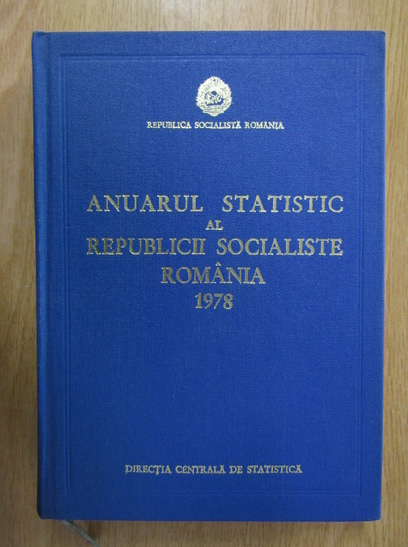 REPUBLICA SOCIALISTĂ ROMÂNIA
ANUARUL STATISTIC
AL
REPUBLICII SOCIALISTE
ROMÂNIA
1978
DIRECȚIA CENTRALĂ DE STATISTICĂ